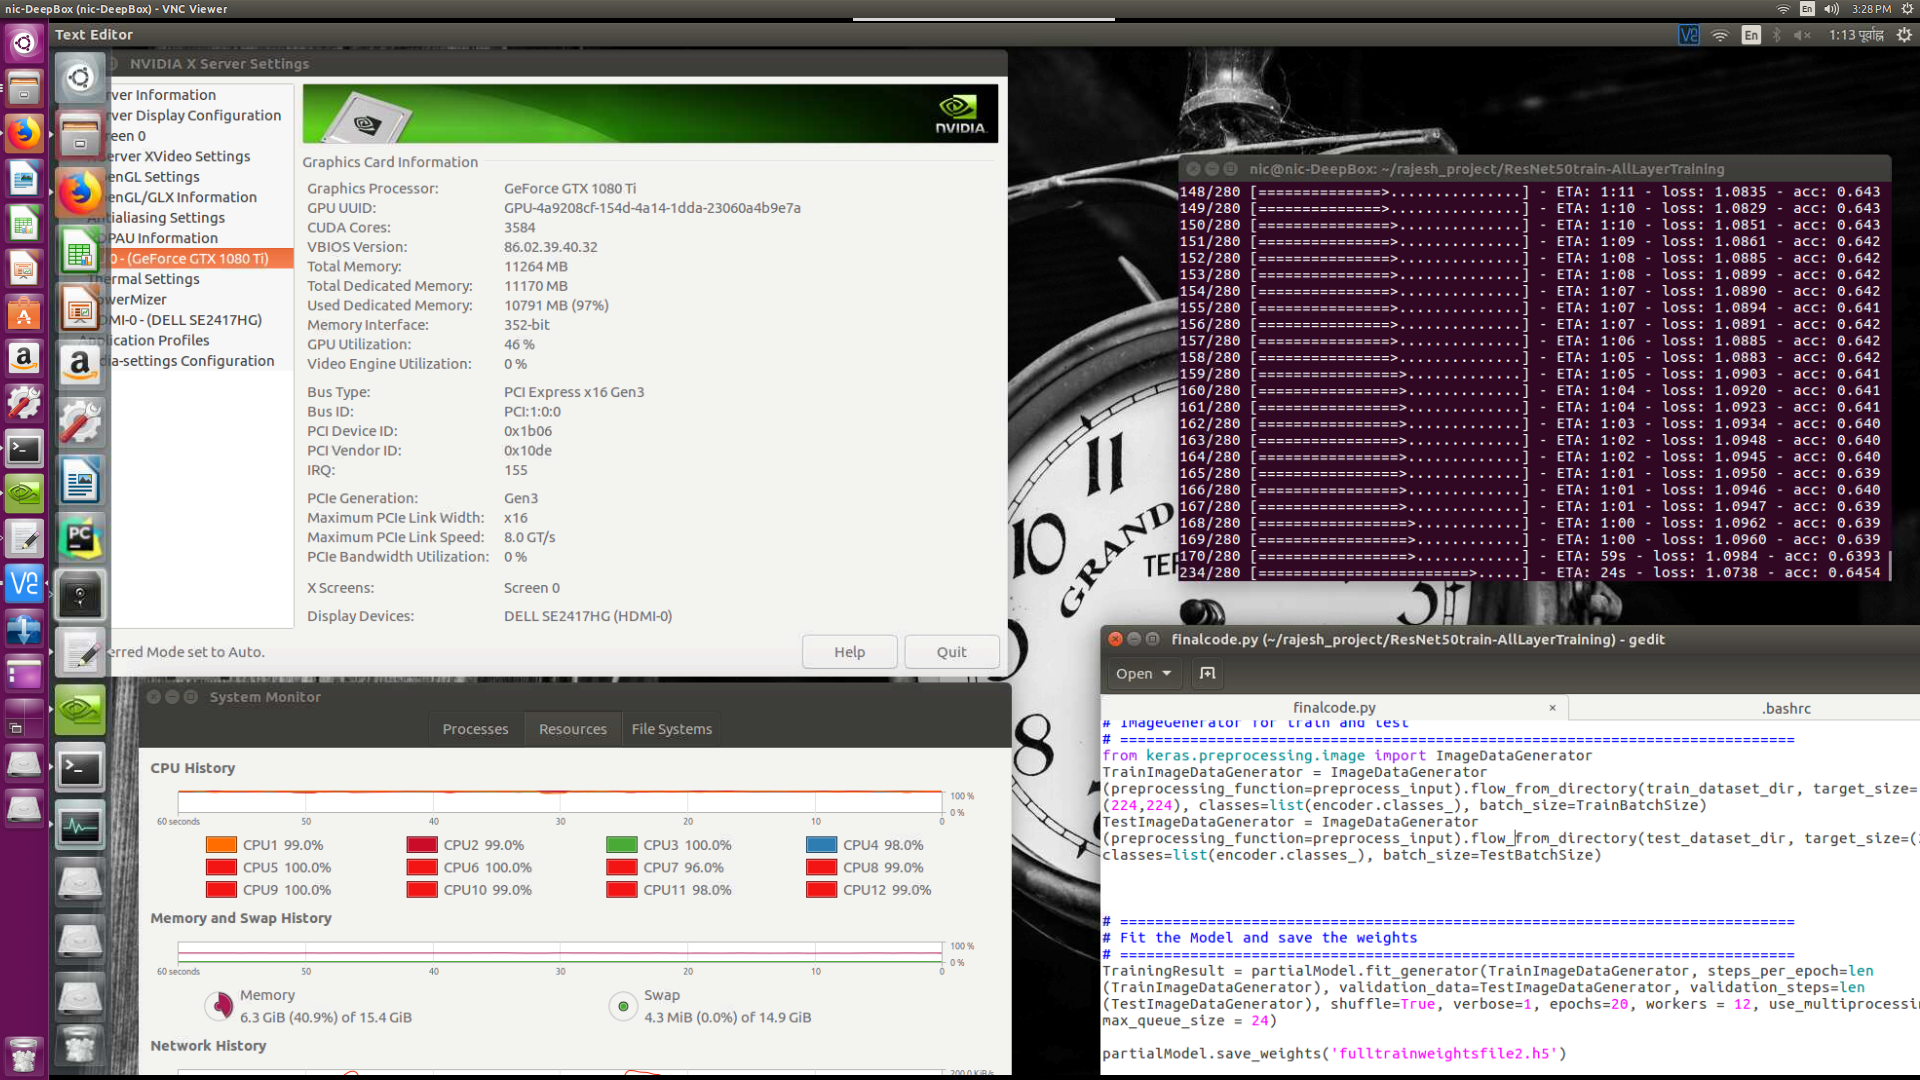 nic-DeepBox (nic-DeepBox) - VNC Viewer
En
3:28 PM
Text Editor
En
1:13 पूर्वाह्न
NVIDIA X Server Settings
rver Information
rver Display Configuration
een 0
erver XVideo Settings
enGL Settings
enGL/GLX Information
ntialiasing Settings
DPAU Information
0 - (GeForce GTX 1080 Ti)
hermal Settings
owerMizer
MI-0 - (DELL SE2417HG)
pplication Profiles
dia-settings Configuration
NVIDIA.
Graphics Card Information
Graphics Processor: GeForce GTX 1080 Ti
GPU UUID: GPU-4a9208cf-154d-4a14-1dda-23060a4b9e7a
CUDA Cores: 3584
VBIOS Version: 86.02.39.40.32
Total Memory: 11264 MB
Total Dedicated Memory: 11170 MB
Used Dedicated Memory: 10791 MB (97%)
Memory Interface: 352-bit
GPU Utilization: 46 %
Video Engine Utilization: 0 %
Bus Type: PCI Express x16 Gen3
Bus ID: PCI:1:0:0
PCI Device ID: 0x1b06
PCI Vendor ID: 0x10de
IRQ: 155
PCIe Generation: Gen3
Maximum PCIe Link Width: x16
Maximum PCIe Link Speed: 8.0 GT/s
PCIe Bandwidth Utilization: 0 %
X Screens: Screen 0
Display Devices: DELL SE2417HG (HDMI-0)
erred Mode set to Auto.
Help
Quit
System Monitor
Processes Resources File Systems
CPU History
100 %
0 %
60 seconds 50 40 30 20 10 0
CPU1 99.0% CPU2 99.0% CPU3 100.0% CPU4 98.0%
CPU5 100.0% CPU6 100.0% CPU7 96.0% CPU8 99.0%
CPU9 100.0% CPU10 99.0% CPU11 98.0% CPU12 99.0%
Memory and Swap History
100 %
0 %
60 seconds 50 40 30 20 10 0
Memory
6.3 GiB (40.9%) of 15.4 GiB
Swap
4.3 MiB (0.0%) of 14.9 GiB
Network History
200.0 KiB/s
nic@nic-DeepBox: ~/rajesh_project/ResNet50train-AllLayerTraining
148/280 [==============>...............] - ETA: 1:11 - loss: 1.0835 - acc: 0.643
149/280 [==============>...............] - ETA: 1:10 - loss: 1.0829 - acc: 0.643
150/280 [===============>..............] - ETA: 1:10 - loss: 1.0851 - acc: 0.643
151/280 [===============>..............] - ETA: 1:09 - loss: 1.0861 - acc: 0.642
152/280 [===============>..............] - ETA: 1:08 - loss: 1.0885 - acc: 0.642
153/280 [===============>..............] - ETA: 1:08 - loss: 1.0899 - acc: 0.642
154/280 [===============>..............] - ETA: 1:07 - loss: 1.0890 - acc: 0.642
155/280 [===============>..............] - ETA: 1:07 - loss: 1.0894 - acc: 0.641
156/280 [===============>..............] - ETA: 1:07 - loss: 1.0891 - acc: 0.642
157/280 [===============>..............] - ETA: 1:06 - loss: 1.0885 - acc: 0.642
158/280 [===============>..............] - ETA: 1:05 - loss: 1.0883 - acc: 0.642
159/280 [================>.............] - ETA: 1:05 - loss: 1.0903 - acc: 0.641
160/280 [================>.............] - ETA: 1:04 - loss: 1.0920 - acc: 0.641
161/280 [================>.............] - ETA: 1:04 - loss: 1.0923 - acc: 0.641
162/280 [================>.............] - ETA: 1:03 - loss: 1.0934 - acc: 0.640
163/280 [================>.............] - ETA: 1:02 - loss: 1.0948 - acc: 0.640
164/280 [================>.............] - ETA: 1:02 - loss: 1.0945 - acc: 0.640
165/280 [================>.............] - ETA: 1:01 - loss: 1.0950 - acc: 0.639
166/280 [================>.............] - ETA: 1:01 - loss: 1.0946 - acc: 0.640
167/280 [================>.............] - ETA: 1:01 - loss: 1.0947 - acc: 0.639
168/280 [=================>............] - ETA: 1:00 - loss: 1.0962 - acc: 0.639
169/280 [=================>............] - ETA: 1:00 - loss: 1.0960 - acc: 0.639
170/280 [=================>............] - ETA: 59s - loss: 1.0984 - acc: 0.6393
234/280 [========================>.....] - ETA: 24s - loss: 1.0738 - acc: 0.6454
11
10
8
GRAND
finalcode.py (~/rajesh_project/ResNet50train-AllLayerTraining) - gedit
Open
finalcode.py × .bashrc
# ImageGenerator for train and test
# =============================================================================
from keras.preprocessing.image import ImageDataGenerator
TrainImageDataGenerator = ImageDataGenerator
(preprocessing_function=preprocess_input).flow_from_directory(train_dataset_dir, target_size=
(224,224), classes=list(encoder.classes_), batch_size=TrainBatchSize)
TestImageDataGenerator = ImageDataGenerator
(preprocessing_function=preprocess_input).flow_from_directory(test_dataset_dir, target_size=(
classes=list(encoder.classes_), batch_size=TestBatchSize)
# =============================================================================
# Fit the Model and save the weights
# =============================================================================
TrainingResult = partialModel.fit_generator(TrainImageDataGenerator, steps_per_epoch=len
(TrainImageDataGenerator), validation_data=TestImageDataGenerator, validation_steps=len
(TestImageDataGenerator), shuffle=True, verbose=1, epochs=20, workers = 12, use_multiprocessin
max_queue_size = 24)
partialModel.save_weights('fulltrainweightsfile2.h5')